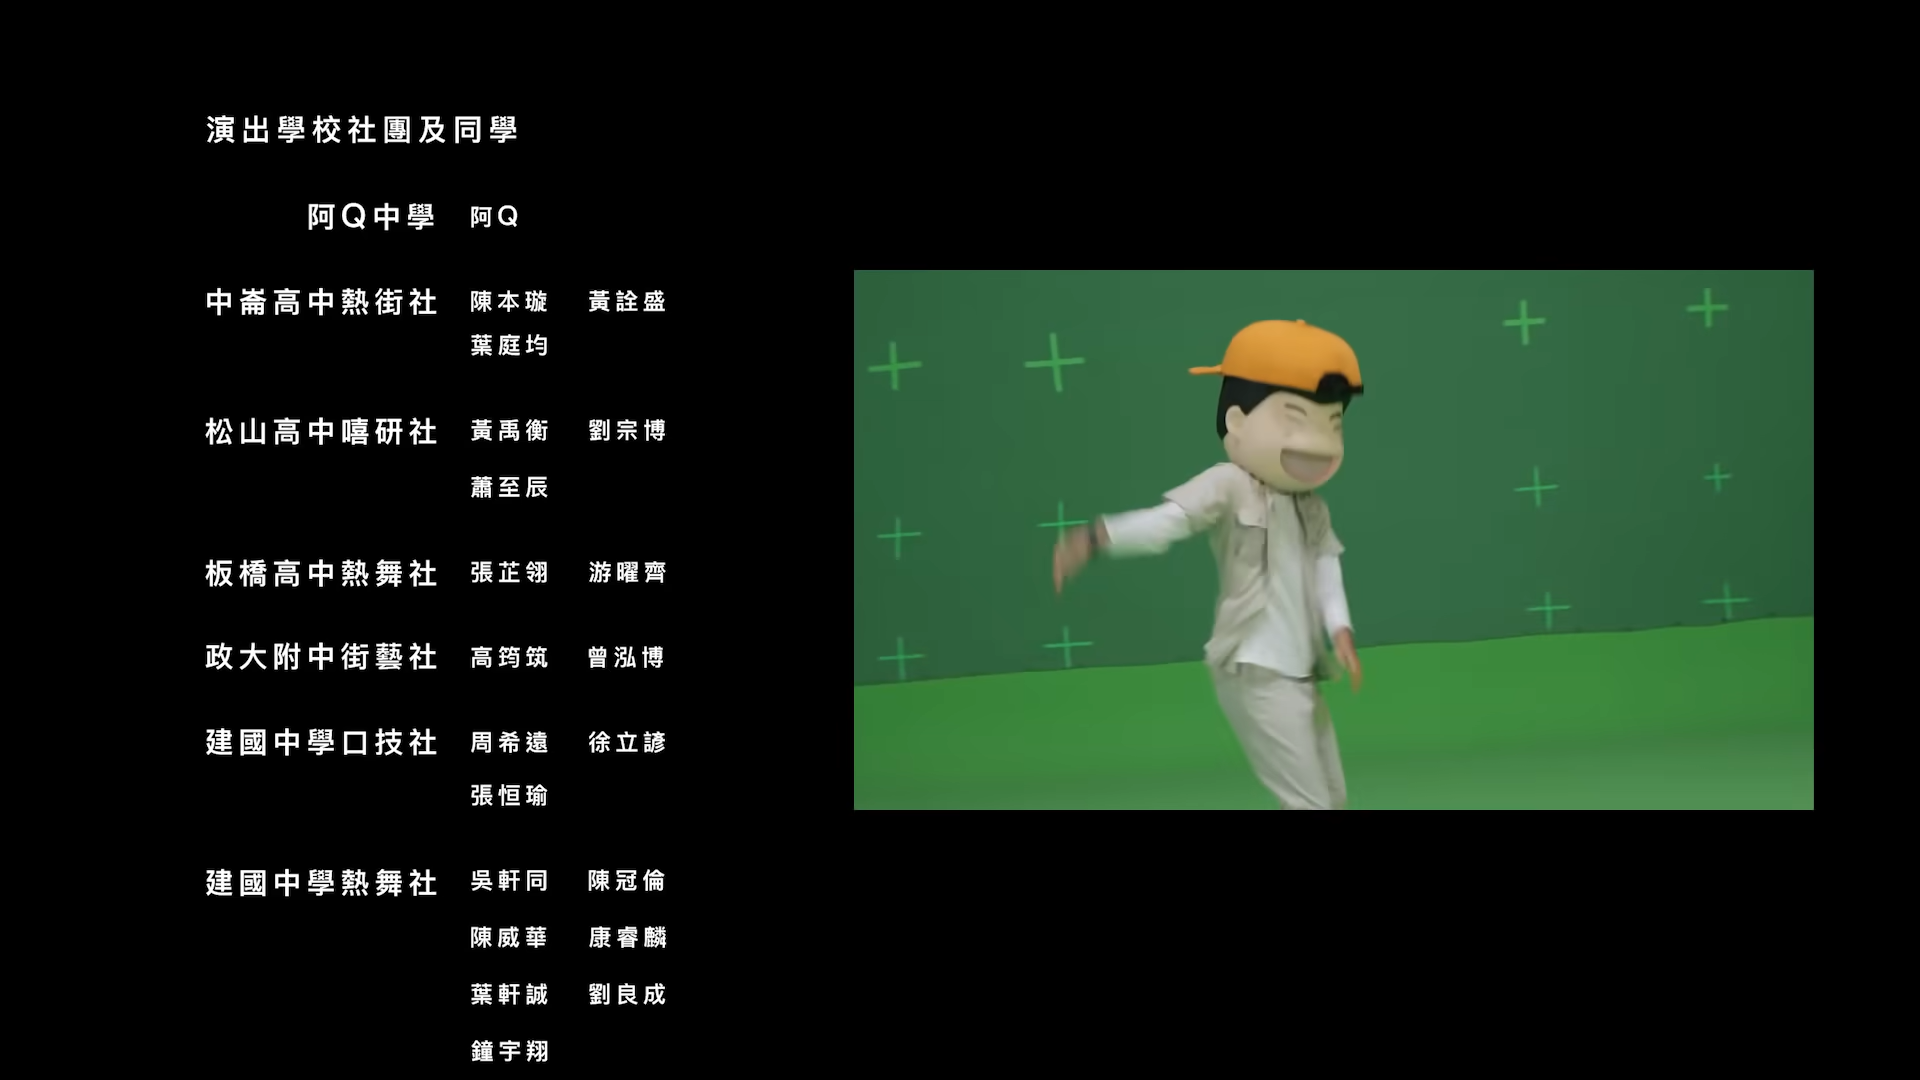 演出學校社團及同學
阿Q中學 阿Q
中崙高中熱街社 陳本璇 黃詮盛
葉庭均
松山高中嘻研社 黃禹衡 劉宗博
蕭至辰
板橋高中熱舞社 張芷翎 游曜齊
政大附中街藝社 高筠筑 曾泓博
建國中學口技社 周希遠 徐立諺
張恒瑜
建國中學熱舞社 吳軒同 陳冠倫
陳威華 康睿麟
葉軒誠 劉良成
鐘宇翔